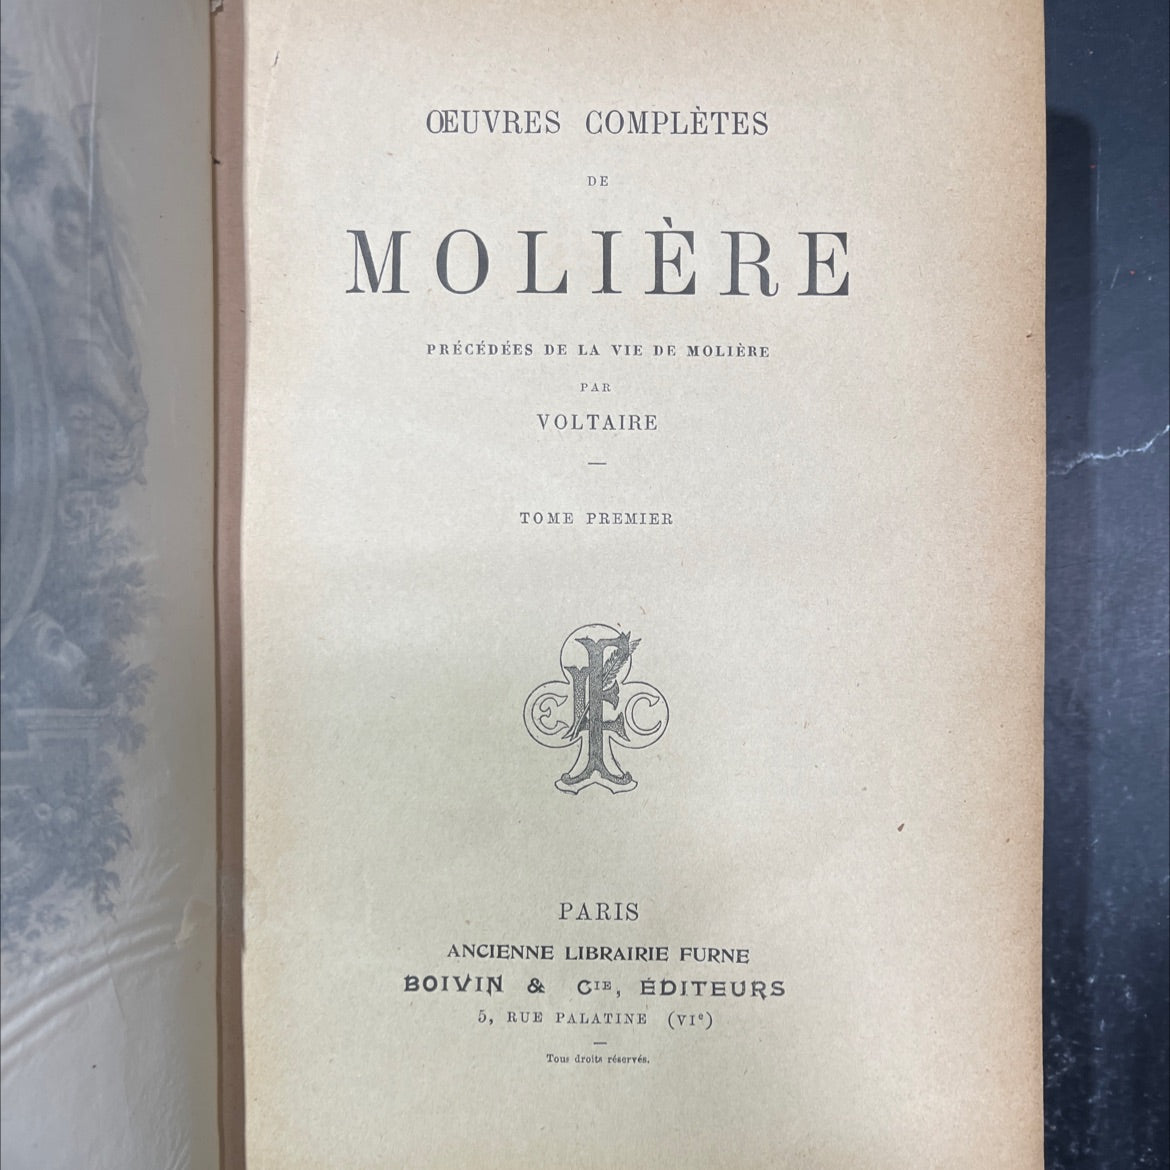 ŒUVRES COMPLÈTES
DE
MOLIÈRE
PRÉCÉDÉES DE LA VIE DE MOLIÈRE
PAR
VOLTAIRE
TOME PREMIER
PARIS
ANCIENNE LIBRAIRIE FURNE
BOIVIN & CIE, ÉDITEURS
5, RUE PALATINE (VIe)
Tous droits réservés.